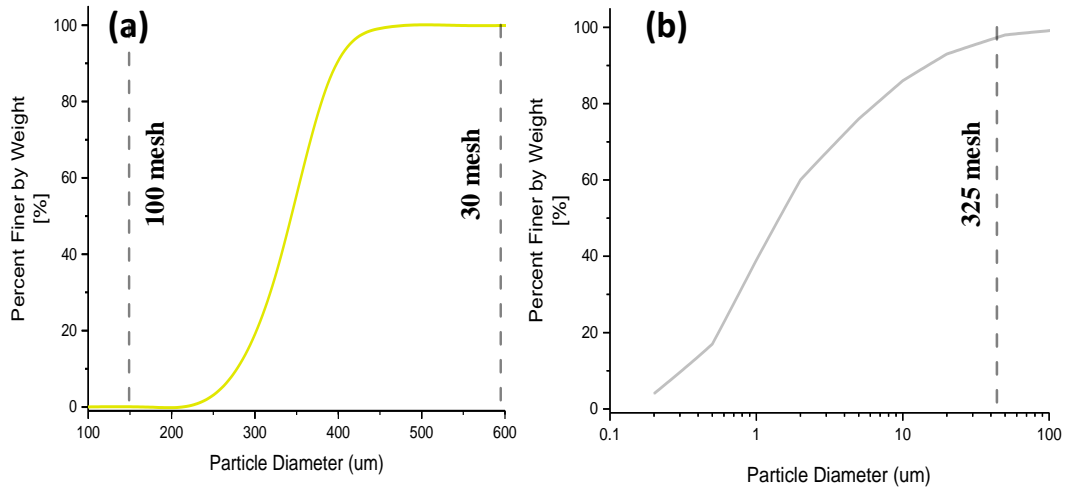 (a)
100
80
60
40
20
0
Percent Finer by Weight
[%]
100 mesh
30 mesh
100
200
300
400
500
600
Particle Diameter (um)
(b)
100
80
60
40
20
0
Percent Finer by Weight
[%]
325 mesh
0.1
1
10
100
Particle Diameter (um)